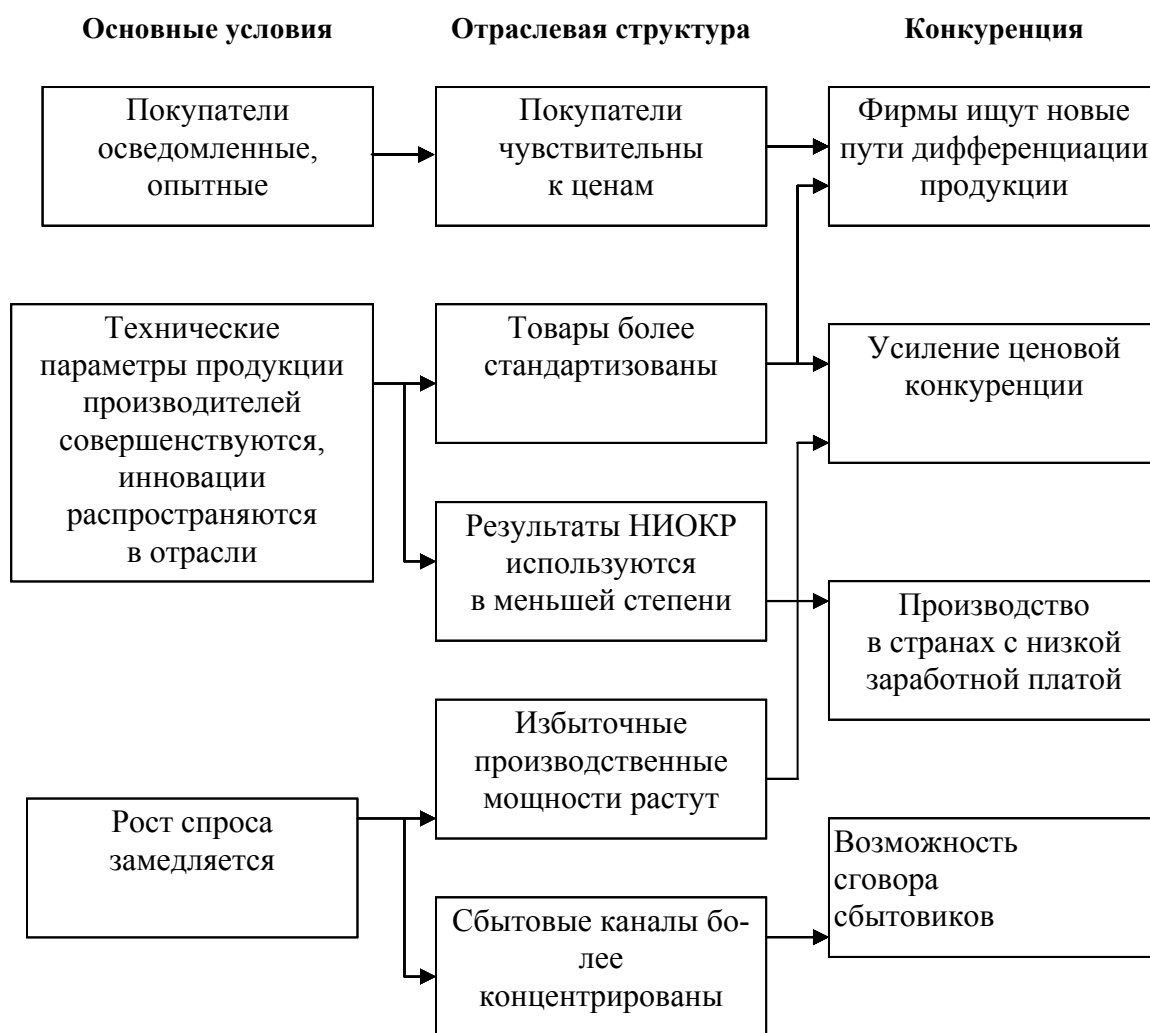 Основные условия
Отраслевая структура
Конкуренция
Покупатели
осведомленные,
опытные
Покупатели
чувствительны
к ценам
Фирмы ищут новые
пути дифференциации
продукции
Технические
параметры продукции
производителей
совершенствуются,
инновации
распространяются
в отрасли
Товары более
стандартизованы
Усиление ценовой
конкуренции
Результаты НИОКР
используются
в меньшей степени
Производство
в странах с низкой
заработной платой
Избыточные
производственные
мощности растут
Рост спроса
замедляется
Возможность
сговора
сбытовиков
Сбытовые каналы бо-
лее
концентрированы